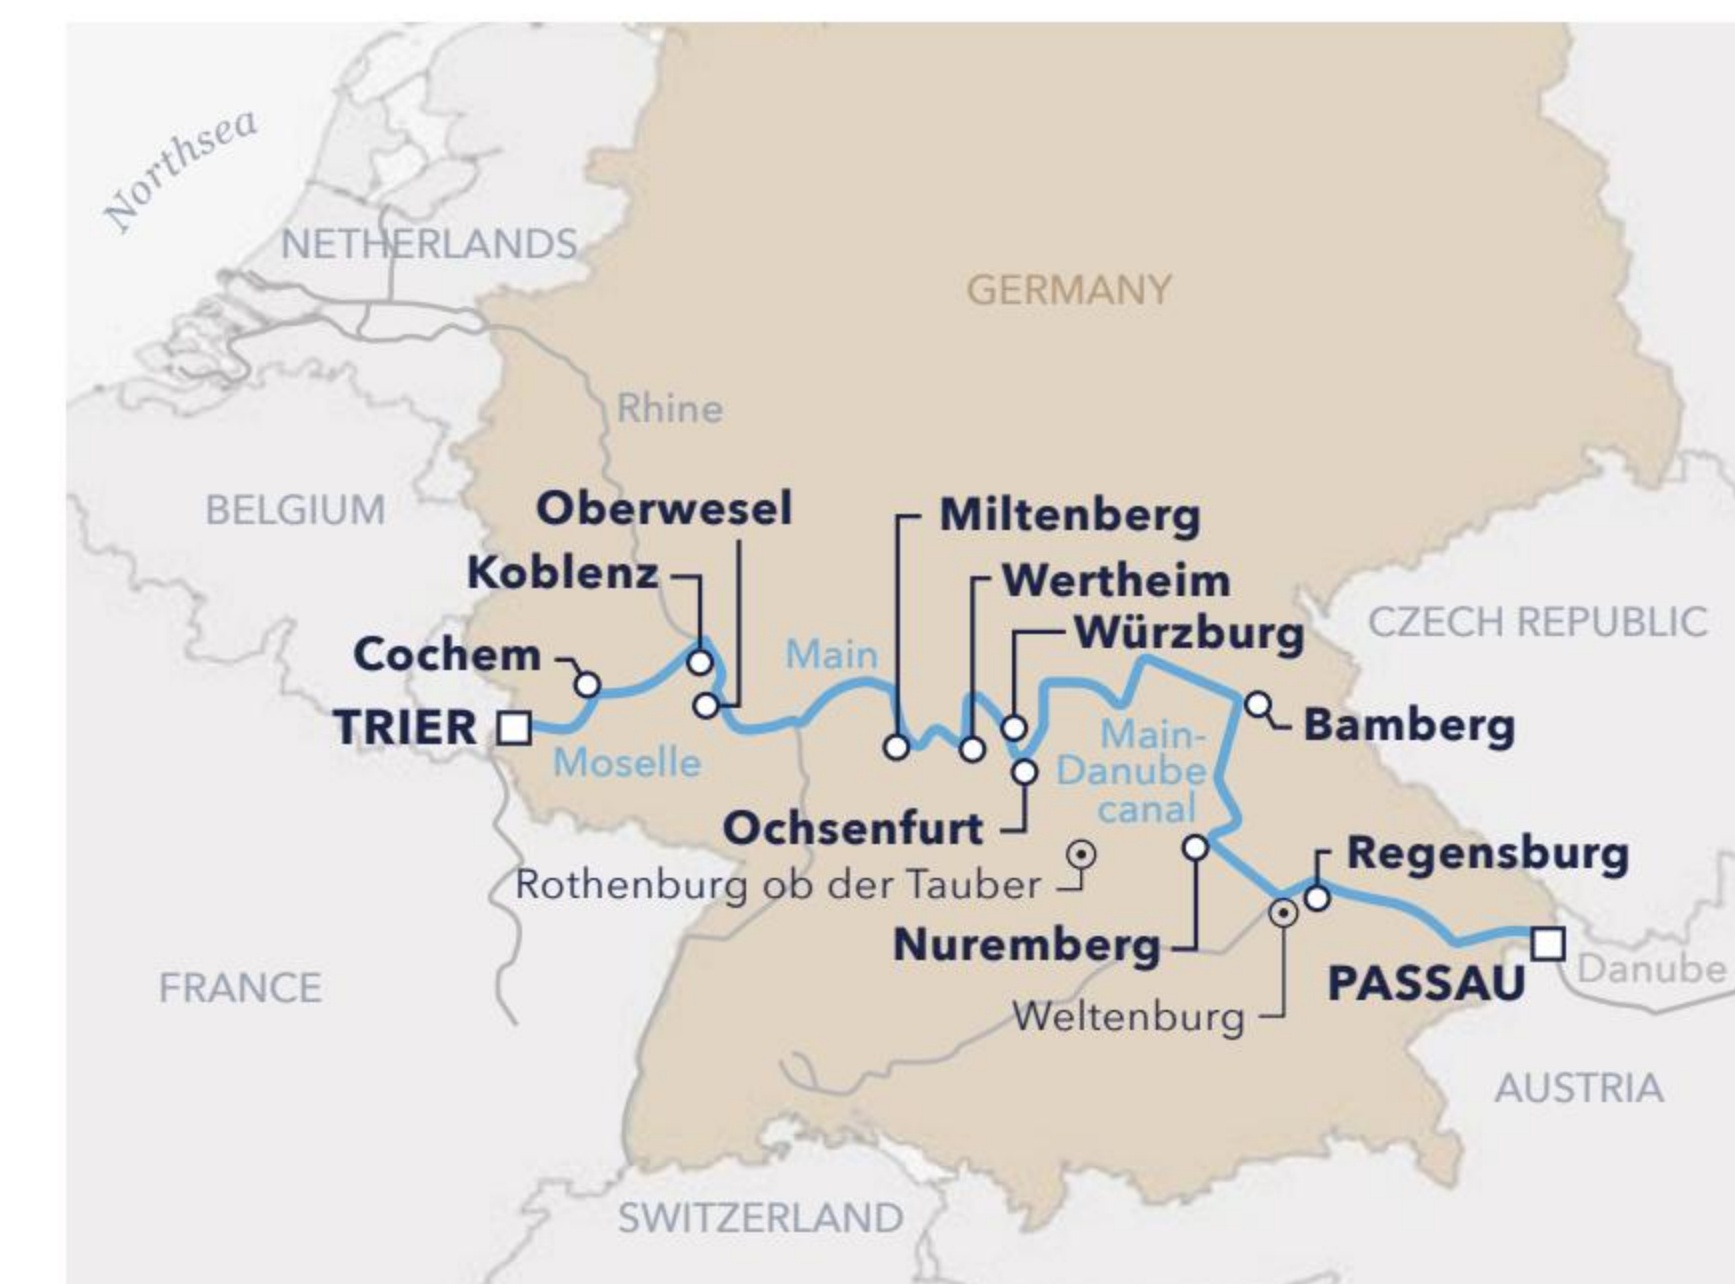 Northsea
NETHERLANDS
GERMANY
Rhine
BELGIUM
Oberwesel
Miltenberg
Koblenz
Wertheim
CZECH REPUBLIC
Würzburg
Cochem
Main
TRIER
Bamberg
Moselle
Main-
Danube
canal
Ochsenfurt
Regensburg
Rothenburg ob der Tauber
Nuremberg
Danube
FRANCE
PASSAU
Weltenburg
AUSTRIA
SWITZERLAND